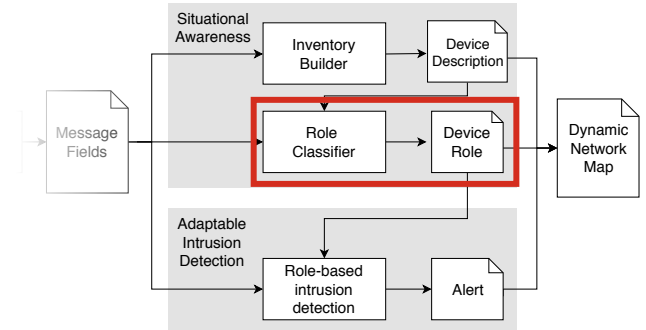 Situational
Awareness
Inventory
Builder
Device
Description
Message
Fields
Role
Classifier
Device
Role
Dynamic
Network
Map
Adaptable
Intrusion
Detection
Role-based
intrusion
detection
Alert